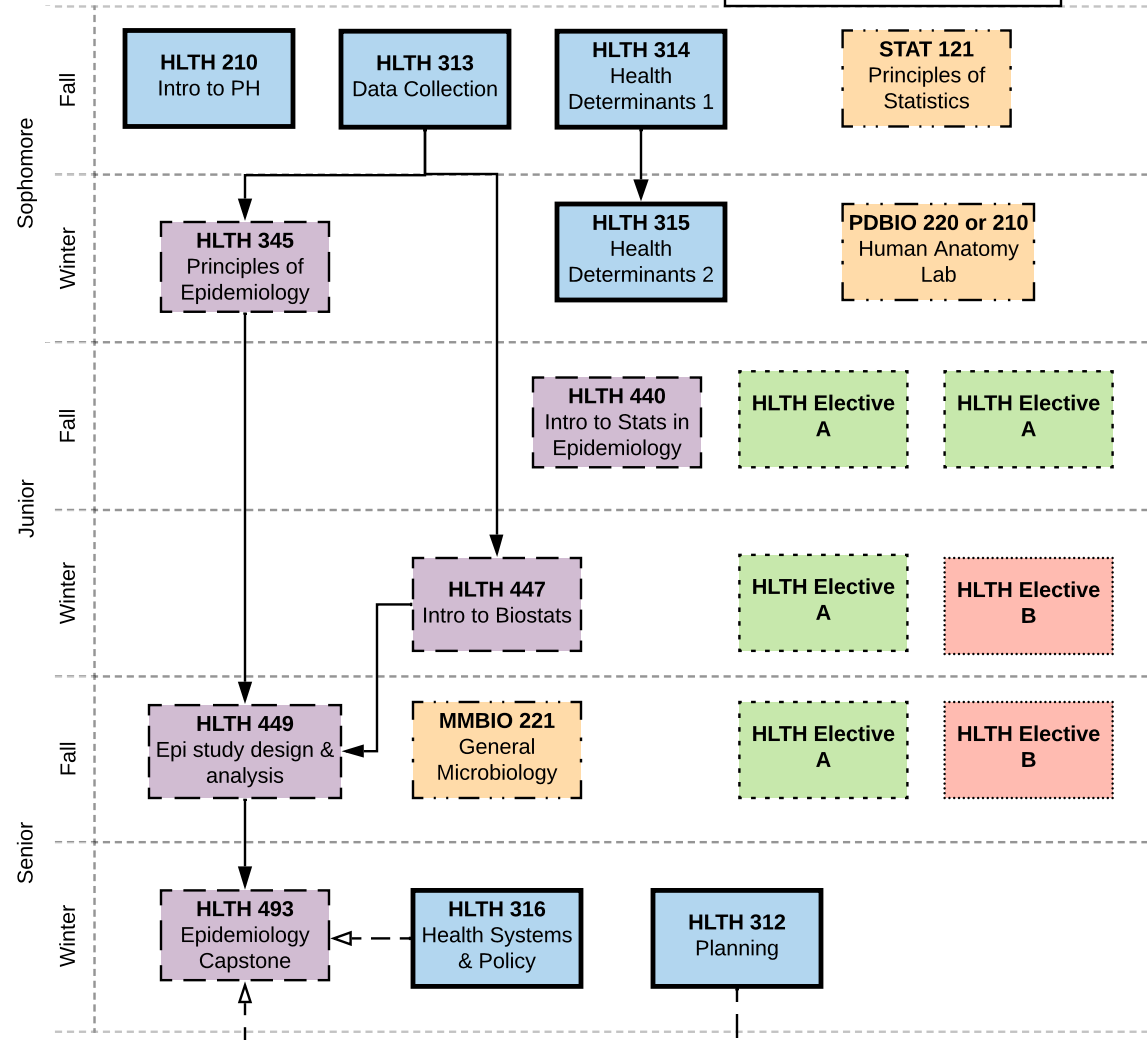 HLTH 210
Intro to PH
HLTH 313
Data Collection
HLTH 314
Health
Determinants 1
STAT 121
Principles of
Statistics
Fall
Sophomore
Winter
HLTH 345
Principles of
Epidemiology
HLTH 315
Health
Determinants 2
PDBIO 220 or 210
Human Anatomy
Lab
Fall
Junior
Winter
HLTH 440
Intro to Stats in
Epidemiology
HLTH Elective
A
HLTH Elective
A
HLTH 447
Intro to Biostats
HLTH Elective
A
HLTH Elective
B
Fall
Senior
Winter
HLTH 449
Epi study design &
analysis
MMBIO 221
General
Microbiology
HLTH Elective
A
HLTH Elective
B
HLTH 493
Epidemiology
Capstone
HLTH 316
Health Systems
& Policy
HLTH 312
Planning